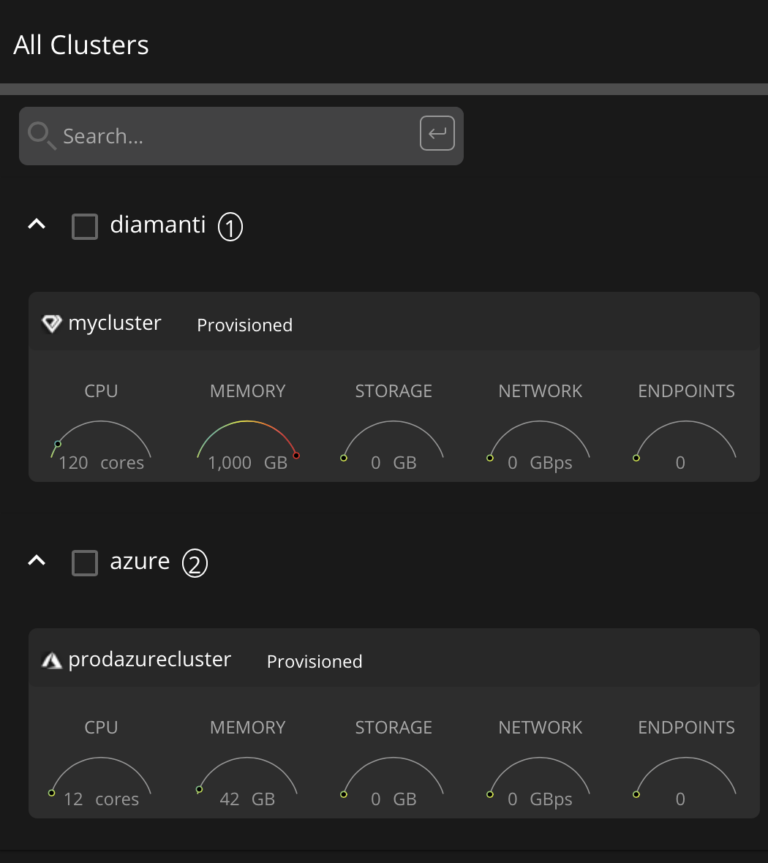 All Clusters
Search...
diamanti 1
mycluster Provisioned
CPU MEMORY STORAGE NETWORK ENDPOINTS
120 cores 1,000 GB 0 GB 0 GBps 0
azure 2
prodazurecluster Provisioned
CPU MEMORY STORAGE NETWORK ENDPOINTS
12 cores 42 GB 0 GB 0 GBps 0